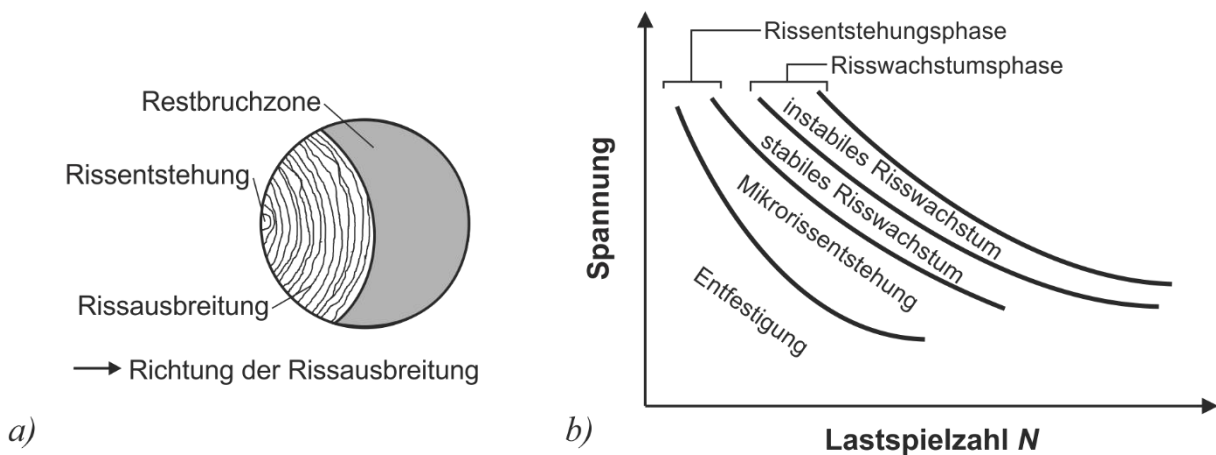 Restbruchzone
Rissentstehung
Rissausbreitung
Richtung der Rissausbreitung
a)
Rissentstehungsphase
Risswachstumsphase
instabiles Risswachstum
stabiles Risswachstum
Mikrorissentstehung
Entfestigung
Spannung
Lastspielzahl N
b)